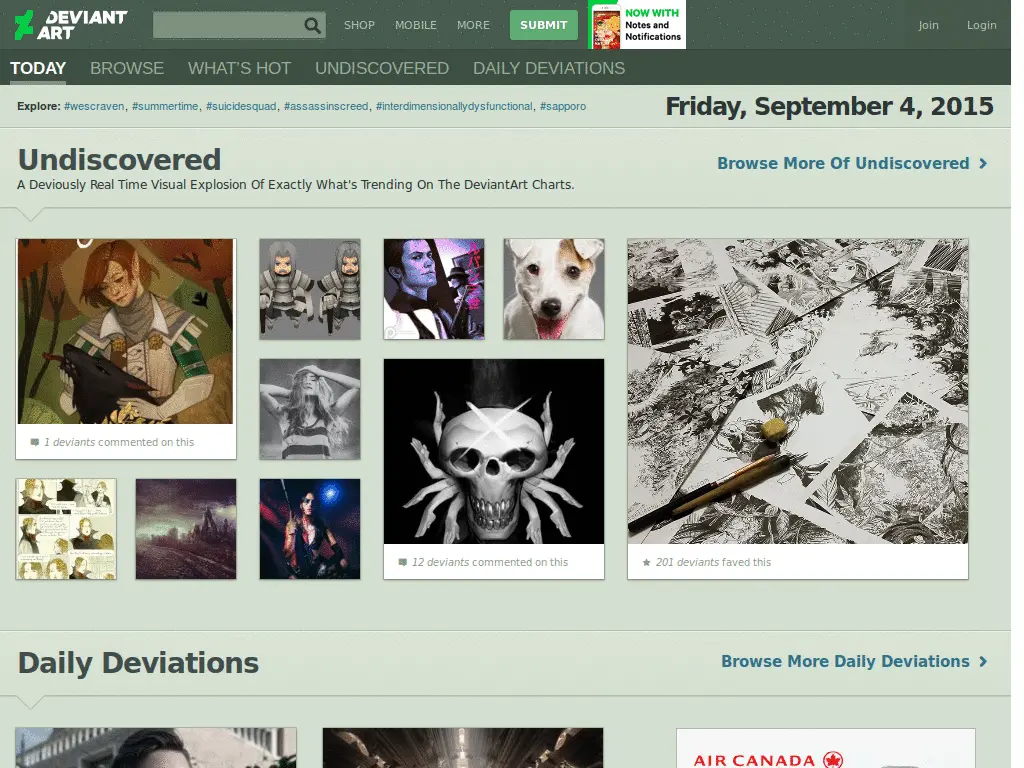 DEVIANT
ART
SHOP MOBILE MORE SUBMIT
NOW WITH
Notes and
Notifications
Join Login
TODAY BROWSE WHAT'S HOT UNDISCOVERED DAILY DEVIATIONS
Explore: #wescraven, #summertime, #suicidesquad, #assassinscreed, #interdimensionallydysfunctional, #sapporo
Friday, September 4, 2015
Undiscovered
Browse More Of Undiscovered
A Deviously Real Time Visual Explosion Of Exactly What's Trending On The DeviantArt Charts.
1 deviants commented on this
12 deviants commented on this
201 deviants faved this
Daily Deviations
Browse More Daily Deviations
AIR CANADA